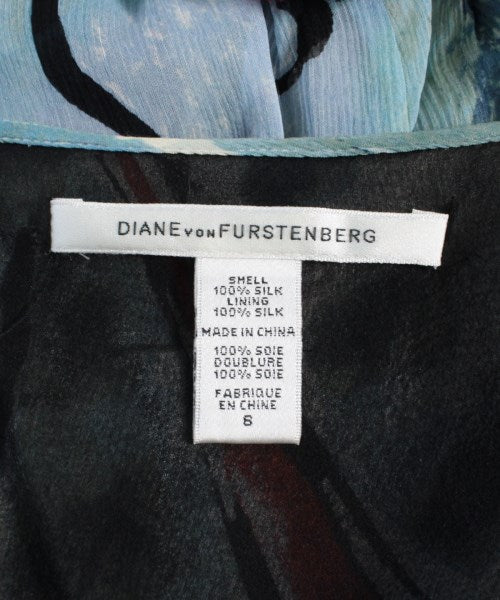 DIANE VON FURSTENBERG
SHELL
100% SILK
LINING
100% SILK
MADE IN CHINA
100% SOIE
DOUBLURE
100% SOIE
FABRIQUE
EN CHINE
8